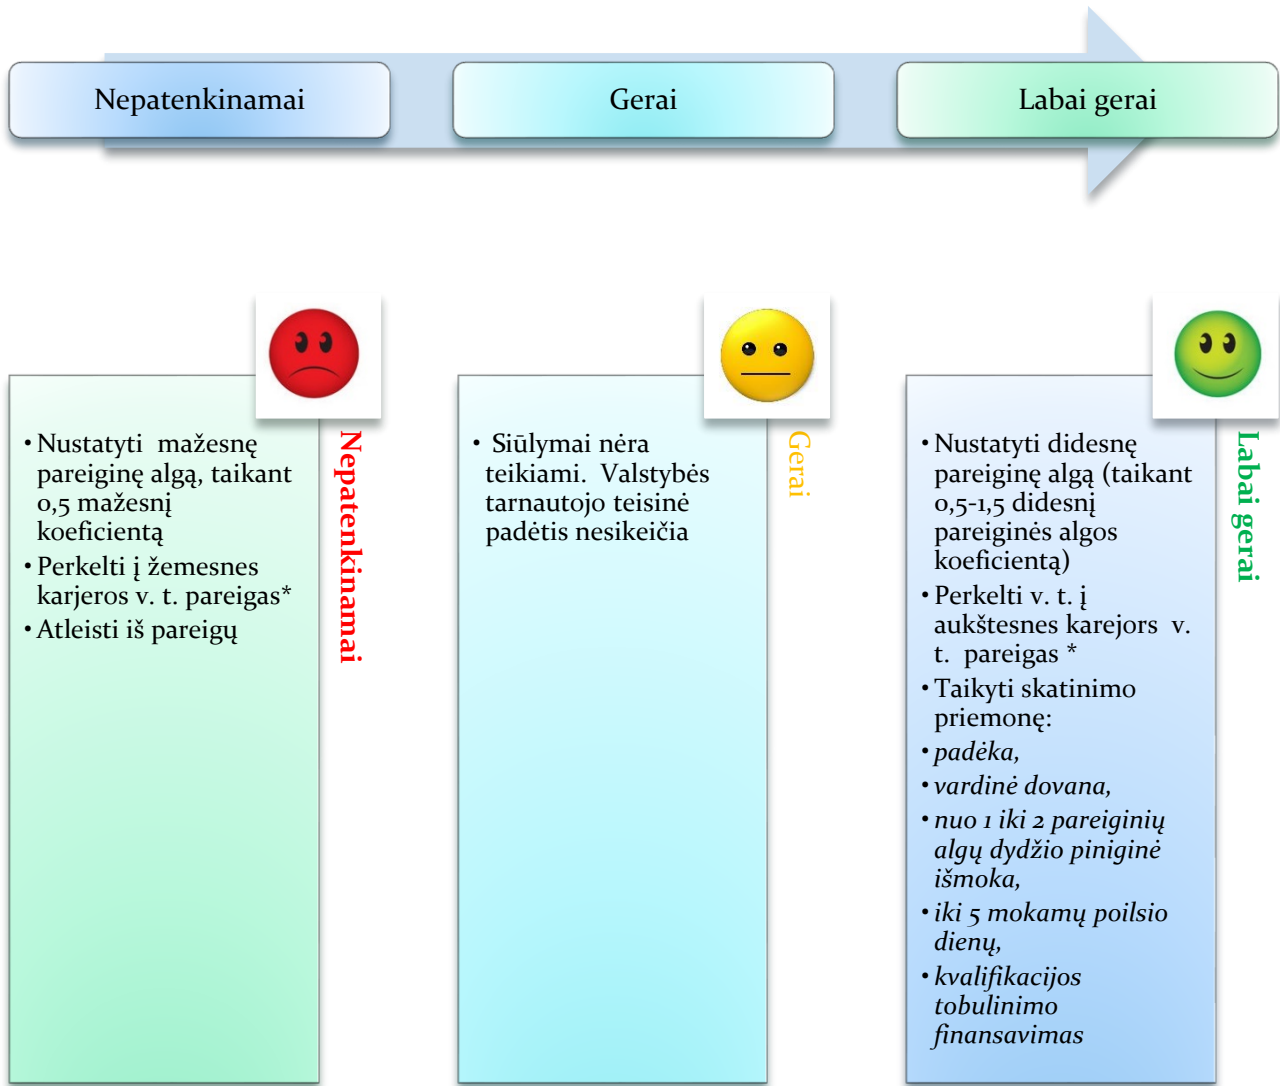 Nepatenkinamai
Gerai
Labai gerai
• Nustatyti mažesnę
pareiginę algą, taikant
0,5 mažesnį
koeficientą
• Perkelti į žemesnes
karjeros v. t. pareigas*
• Atleisti iš pareigų
Nepatenkinamai
• Siūlymai nėra
teikiami. Valstybės
tarnautojo teisinė
padėtis nesikeičia
Gerai
• Nustatyti didesnę
pareiginę algą (taikant
0,5-1,5 didesnį
pareiginės algos
koeficientą)
• Perkelti v. t. į
aukštesnes karejors v.
t. pareigas *
• Taikyti skatinimo
priemonę:
• padėka,
• vardinė dovana,
• nuo 1 iki 2 pareiginių
algų dydžio piniginė
išmoka,
• iki 5 mokamų poilsio
dienų,
• kvalifikacijos
tobulinimo
finansavimas
Labai gerai